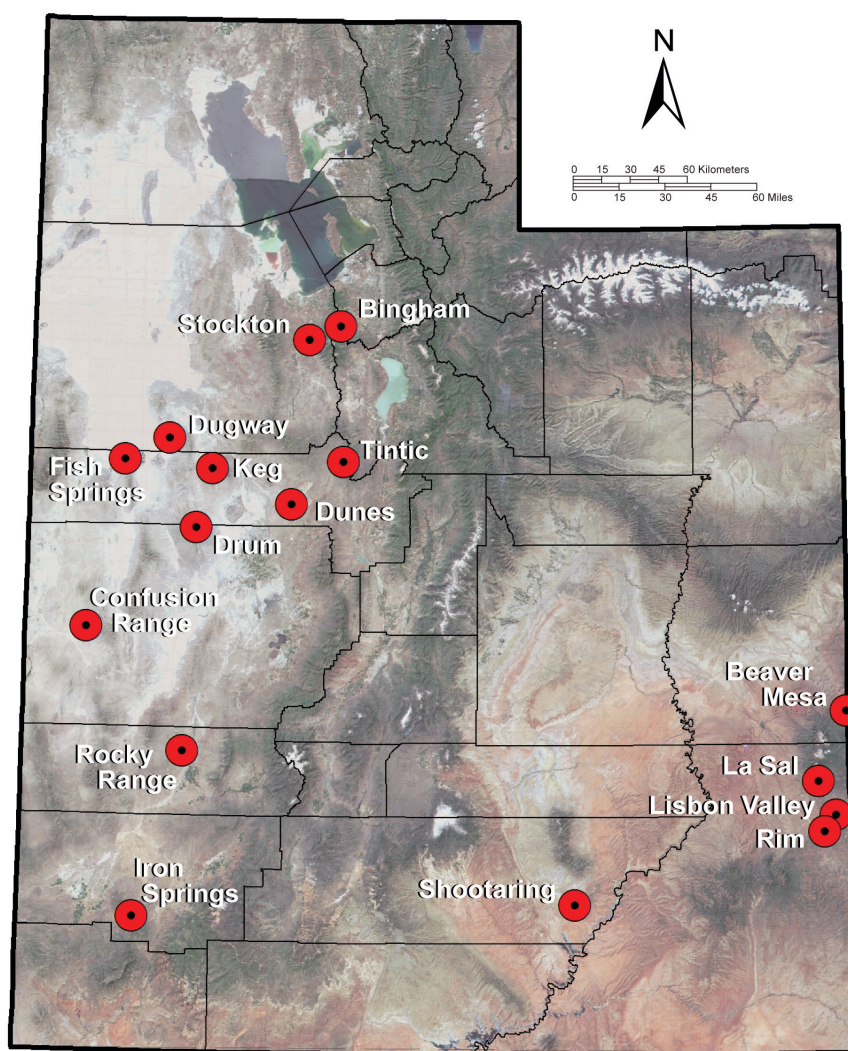 N
0 15 30 45 60 Kilometers
0 15 30 45 60 Miles
Bingham
Stockton
Dugway
Tintic
Fish
Springs
Keg
Dunes
Drum
Confusion
Range
Beaver
Mesa
Rocky
Range
La Sal
Lisbon Valley
Rim
Iron
Springs
Shootaring